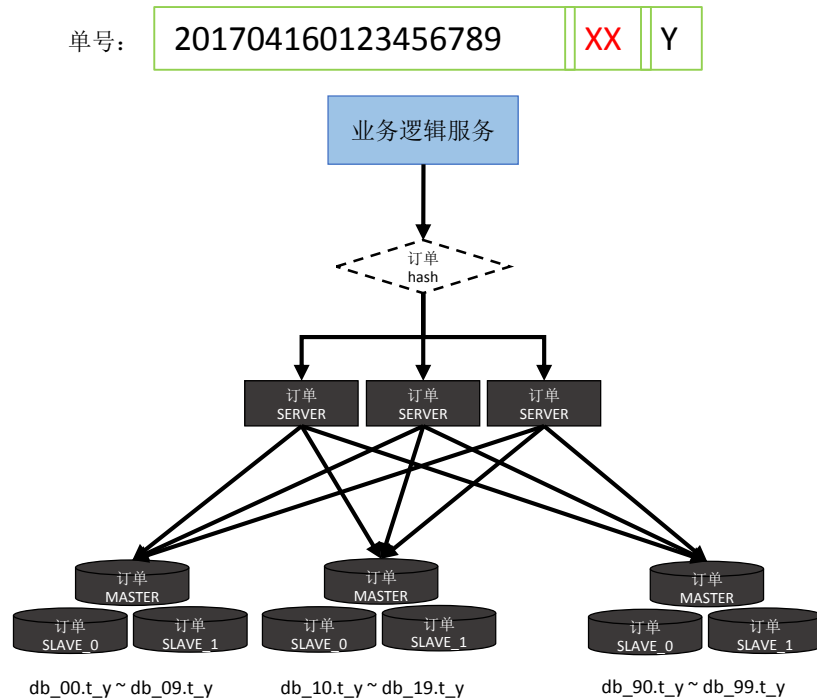 单号： 201704160123456789 XX Y
业务逻辑服务
订单
hash
订单 订单 订单
SERVER SERVER SERVER
订单 订单 订单
MASTER MASTER MASTER
订单 订单 订单 订单 订单 订单
SLAVE_0 SLAVE_1 SLAVE_0 SLAVE_1 SLAVE_0 SLAVE_1
db_00.t_y ~ db_09.t_y db_10.t_y ~ db_19.t_y db_90.t_y ~ db_99.t_y